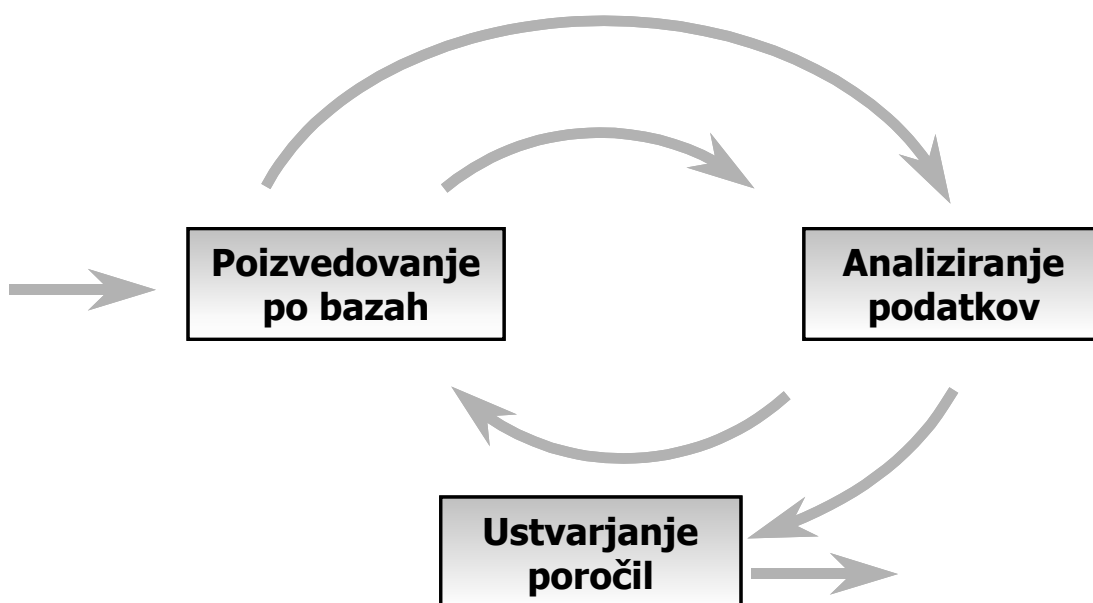 Poizvedovanje
po bazah
Analiziranje
podatkov
Ustvarjanje
poročil